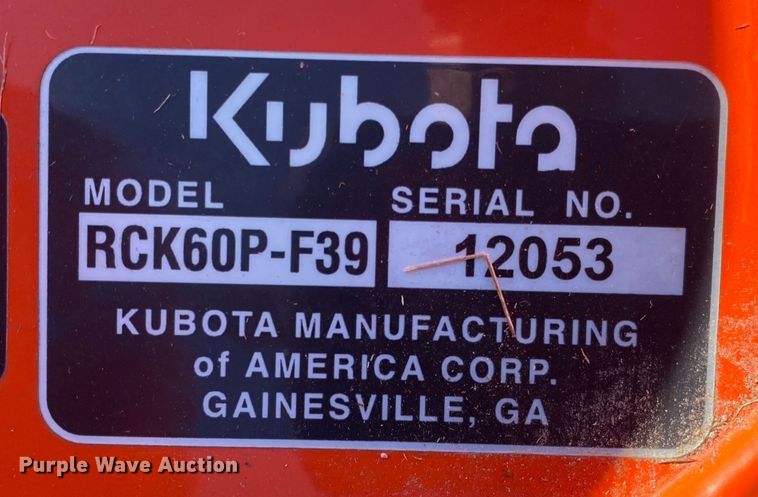 Kubota
MODEL SERIAL NO.
RCK60P-F39 12053
KUBOTA MANUFACTURING
of AMERICA CORP.
GAINESVILLE, GA
Purple Wave Auction